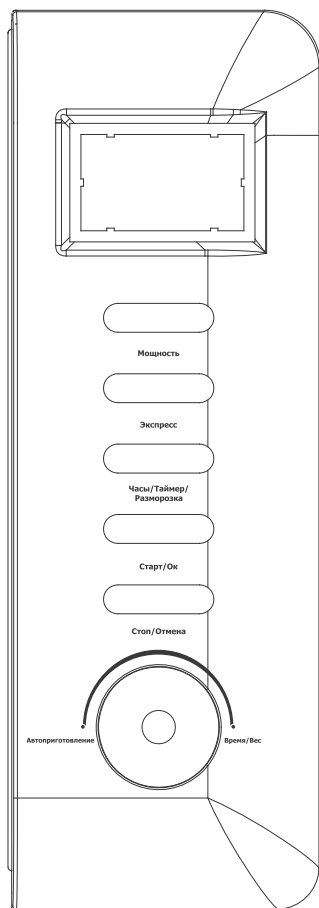 Мощность
Экспресс
Часы/Таймер/
Разморозка
Старт/Ок
Стоп/Отмена
Автоприготовление
Время/Вес